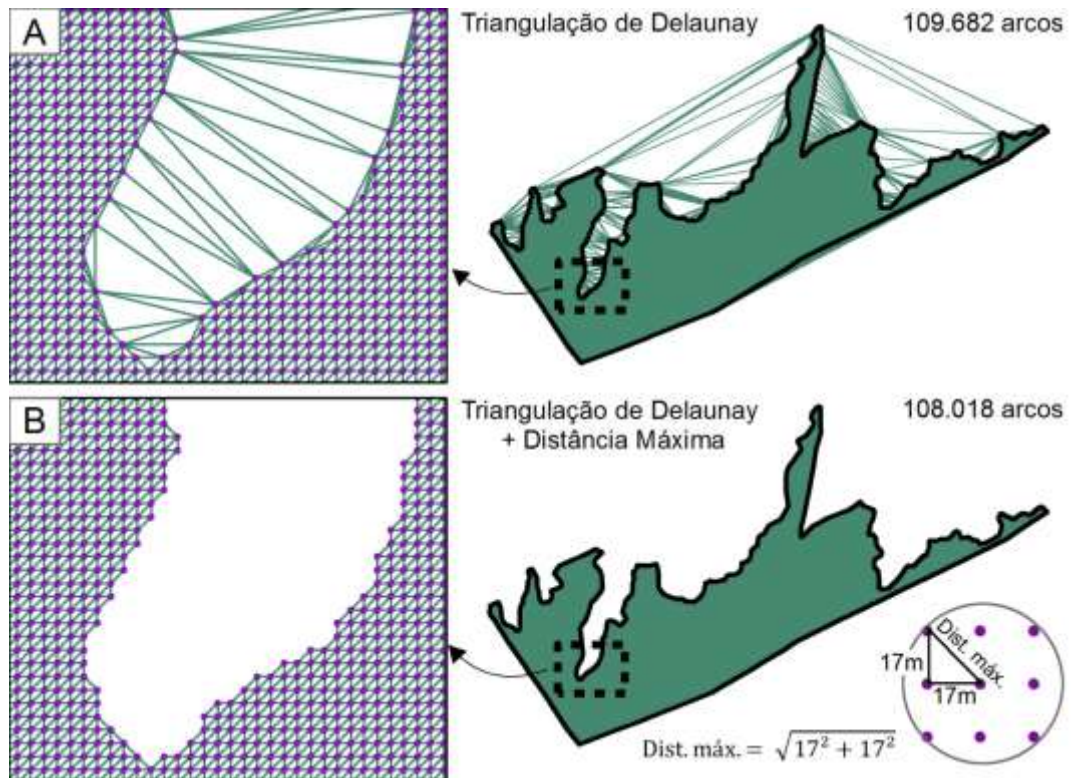 A
Triangulação de Delaunay
109.682 arcos
B
Triangulação de Delaunay
+ Distância Máxima
108.018 arcos
Dist. máx.
17m
17m
Dist. máx. = √17² + 17²